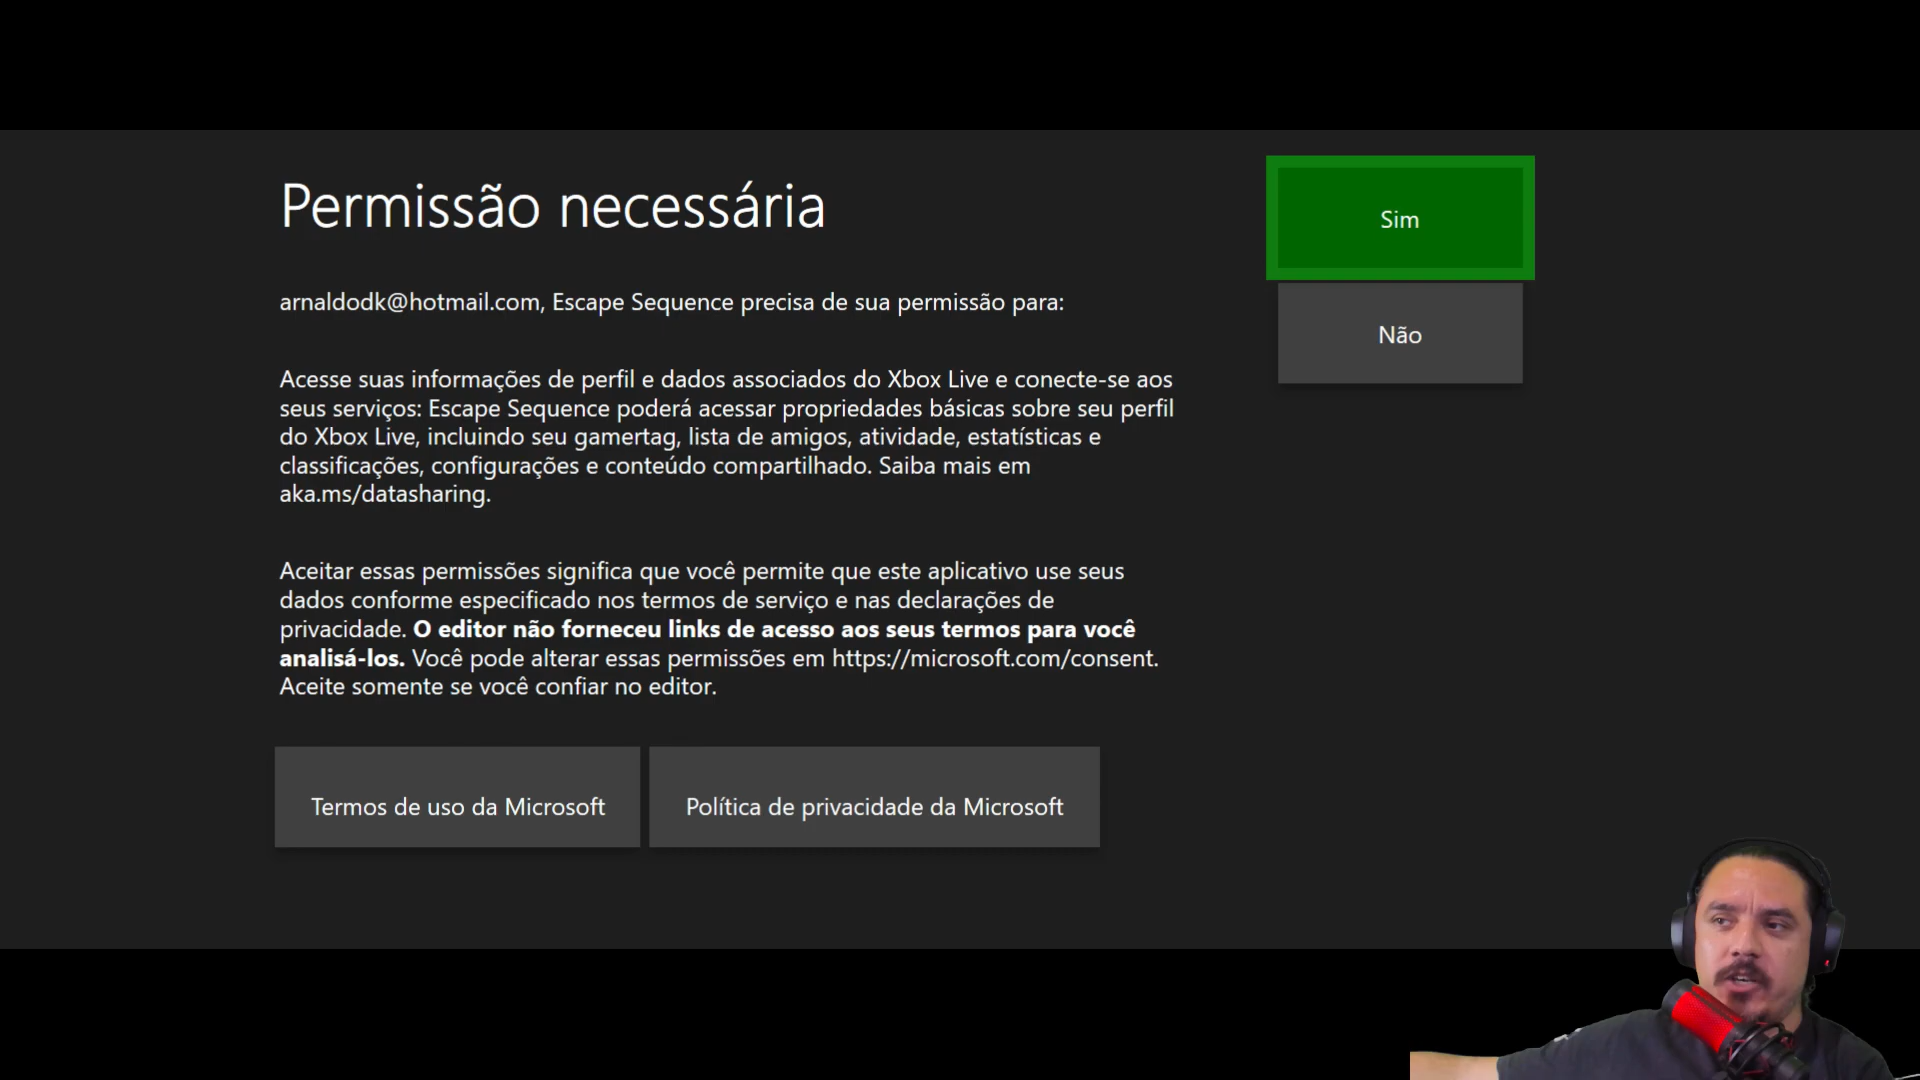 Permissão necessária
Sim
Não
arnaldodk@hotmail.com, Escape Sequence precisa de sua permissão para:
Acesse suas informações de perfil e dados associados do Xbox Live e conecte-se aos
seus serviços: Escape Sequence poderá acessar propriedades básicas sobre seu perfil
do Xbox Live, incluindo seu gamertag, lista de amigos, atividade, estatísticas e
classificações, configurações e conteúdo compartilhado. Saiba mais em
aka.ms/datasharing.
Aceitar essas permissões significa que você permite que este aplicativo use seus
dados conforme especificado nos termos de serviço e nas declarações de
privacidade. O editor não forneceu links de acesso aos seus termos para você
analisá-los. Você pode alterar essas permissões em https://microsoft.com/consent.
Aceite somente se você confiar no editor.
Termos de uso da Microsoft
Política de privacidade da Microsoft